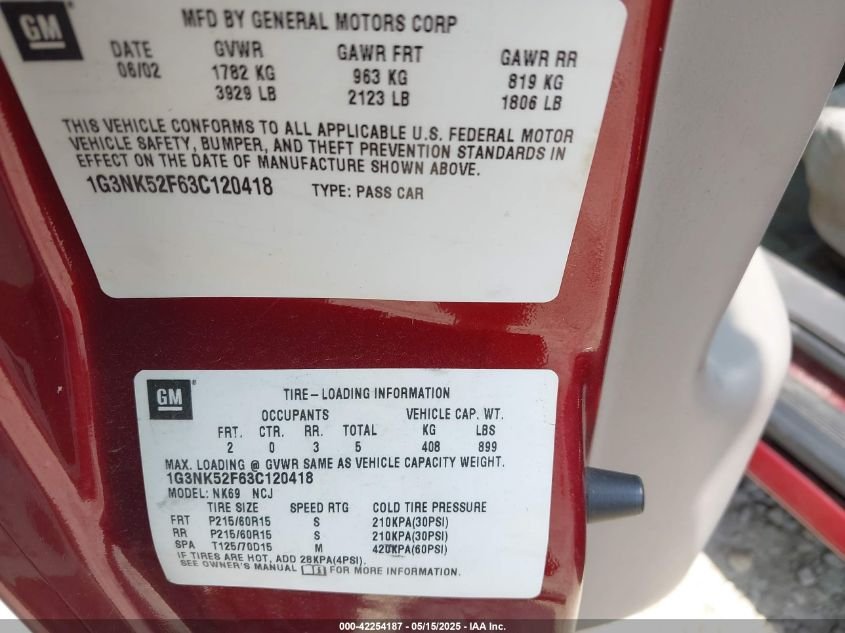 GM
MFD BY GENERAL MOTORS CORP
DATE GVWR GAWR FRT GAWR RR
06/02 1782 KG 963 KG 819 KG
3929 LB 2123 LB 1806 LB
THIS VEHICLE CONFORMS TO ALL APPLICABLE U.S. FEDERAL MOTOR
VEHICLE SAFETY, BUMPER, AND THEFT PREVENTION STANDARDS IN
EFFECT ON THE DATE OF MANUFACTURE SHOWN ABOVE.
1G3NK52F63C120418 TYPE: PASS CAR
GM
TIRE-LOADING INFORMATION
OCCUPANTS VEHICLE CAP. WT.
FRT. CTR. RR. TOTAL KG LBS
2 0 3 5 408 899
MAX. LOADING @ GVWR SAME AS VEHICLE CAPACITY WEIGHT.
1G3NK52F63C120418
MODEL: NK69 NCJ
TIRE SIZE SPEED RTG COLD TIRE PRESSURE
FRT P215/60R15 S 210KPA(30PSI)
RR P215/60R15 S 210KPA(30PSI)
SPA T125/70D15 M 420KPA(60PSI)
IF TIRES ARE HOT, ADD 28KPA(4PSI).
SEE OWNER'S MANUAL FOR MORE INFORMATION.
000-42254187 - 05/15/2025 - IAA Inc.